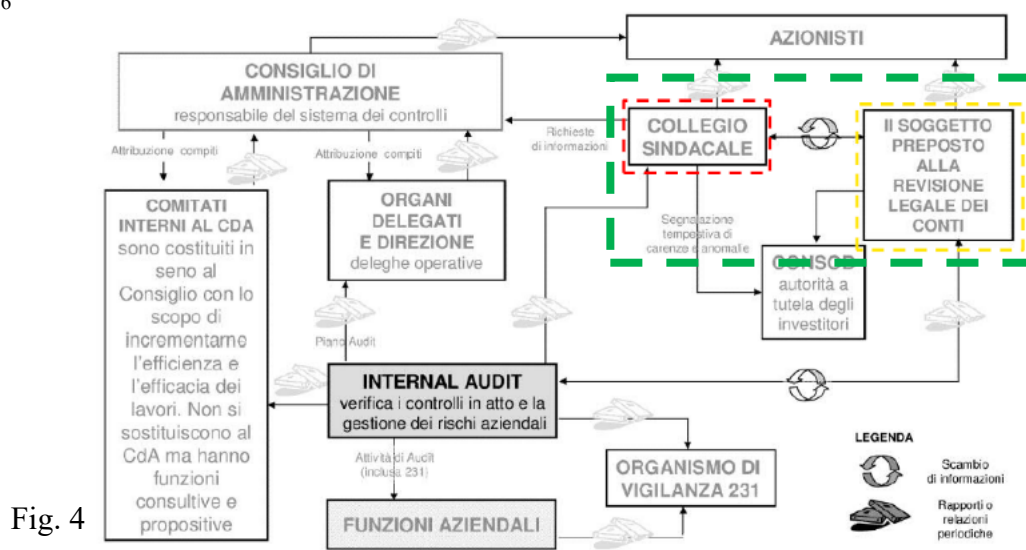 6
AZIONISTI
CONSIGLIO DI
AMMINISTRAZIONE
responsabile del sistema dei controlli
Richieste
di informazioni
COLLEGIO
SINDACALE
Il SOGGETTO
PREPOSTO
ALLA
REVISIONE
LEGALE DEI
CONTI
Attribuzione compiti
Attribuzione compiti
COMITATI
INTERNI AL CDA
sono costituiti in
seno al
Consiglio con lo
scopo di
incrementarne
l'efficienza e
l'efficacia dei
lavori. Non si
sostituiscono al
CdA ma hanno
funzioni
consultive e
propositive
ORGANI
DELEGATI
E DIREZIONE
deleghe operative
Segnalazione
tempestiva di
carenze e anomalie
CONSOB
autorità a
tutela degli
investitori
Piano Audit
INTERNAL AUDIT
verifica i controlli in atto e la
gestione dei rischi aziendali
Attività di Audit
(inclusa 231)
ORGANISMO DI
VIGILANZA 231
FUNZIONI AZIENDALI
LEGENDA
Scambio
di informazioni
Rapporti o
relazioni
periodiche
Fig. 4